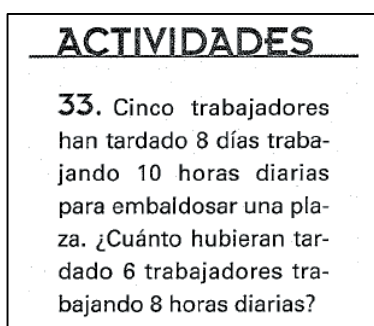 ACTIVIDADES
33. Cinco trabajadores
han tardado 8 días traba-
jando 10 horas diarias
para embaldosar una pla-
za. ¿Cuánto hubieran tar-
dado 6 trabajadores tra-
bajando 8 horas diarias?